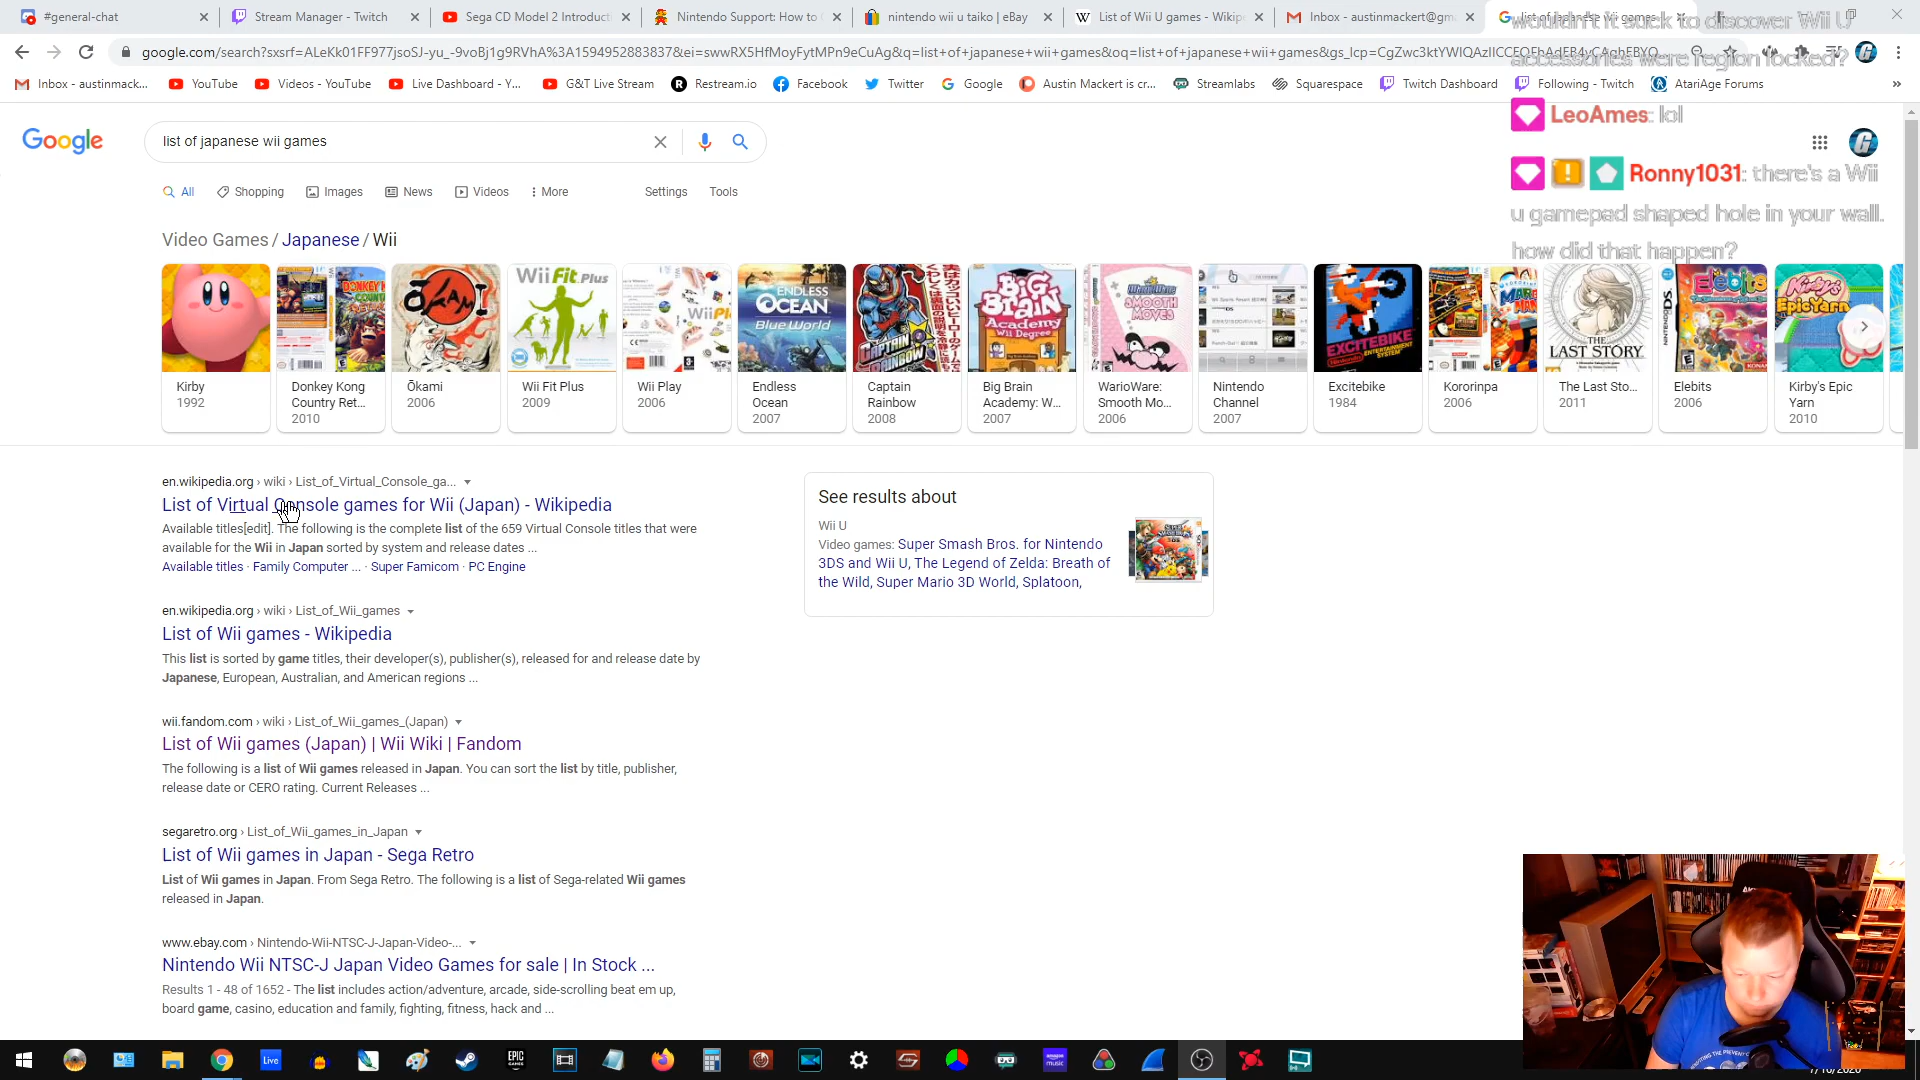 #general-chat
Stream Manager - Twitch
Sega CD Model 2 Introduct
Nintendo Support: How to
nintendo wii u taiko | eBay
List of Wii U games - Wikip
Inbox - austinmackert@gm
list of japanese wii games
wouldn't it suck to discover Wii U
accessories were region locked?
LeoAmes: lol
Ronny1031: there's a Wii
u gamepad shaped hole in your wall.
how did that happen?
Inbox - austinmack...
YouTube
Videos - YouTube
Live Dashboard - Y...
G&T Live Stream
Restream.io
Facebook
Twitter
Google
Austin Mackert is cr...
Streamlabs
Squarespace
Twitch Dashboard
Following - Twitch
AtariAge Forums
Google
list of japanese wii games
All
Shopping
Images
News
Videos
More
Settings
Tools
Video Games / Japanese / Wii
Kirby
1992
Donkey Kong
Country Ret...
2010
Ōkami
2006
Wii Fit Plus
2009
Wii Play
2006
Endless
Ocean
2007
Captain
Rainbow
2008
Big Brain
Academy: W...
2007
WarioWare:
Smooth Mo...
2006
Nintendo
Channel
2007
Excitebike
1984
Kororinpa
2006
The Last Sto...
2011
Elebits
2006
Kirby's Epic
Yarn
2010
en.wikipedia.org › wiki › List_of_Virtual_Console_ga...
List of Virtual Console games for Wii (Japan) - Wikipedia
Available titles[edit]. The following is the complete list of the 659 Virtual Console titles that were
available for the Wii in Japan sorted by system and release dates ...
Available titles · Family Computer ... · Super Famicom · PC Engine
en.wikipedia.org › wiki › List_of_Wii_games
List of Wii games - Wikipedia
This list is sorted by game titles, their developer(s), publisher(s), released for and release date by
Japanese, European, Australian, and American regions ...
wii.fandom.com › wiki › List_of_Wii_games_(Japan)
List of Wii games (Japan) | Wii Wiki | Fandom
The following is a list of Wii games released in Japan. You can sort the list by title, publisher,
release date or CERO rating. Current Releases ...
segaretro.org › List_of_Wii_games_in_Japan
List of Wii games in Japan - Sega Retro
List of Wii games in Japan. From Sega Retro. The following is a list of Sega-related Wii games
released in Japan.
www.ebay.com › Nintendo-Wii-NTSC-J-Japan-Video-...
Nintendo Wii NTSC-J Japan Video Games for sale | In Stock ...
Results 1 - 48 of 1652 - The list includes action/adventure, arcade, side-scrolling beat em up,
board game, casino, education and family, fighting, fitness, hack and ...
See results about
Wii U
Video games: Super Smash Bros. for Nintendo
3DS and Wii U, The Legend of Zelda: Breath of
the Wild, Super Mario 3D World, Splatoon,
7/16/2020